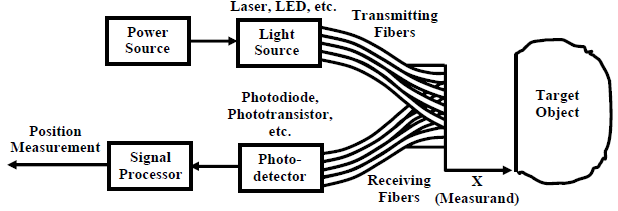 Laser, LED, etc.
Power
Source
Light
Source
Transmitting
Fibers
Photodiode,
Phototransistor,
etc.
Target
Object
Position
Measurement
Signal
Processor
Photo-
detector
Receiving
Fibers
X
(Measurand)